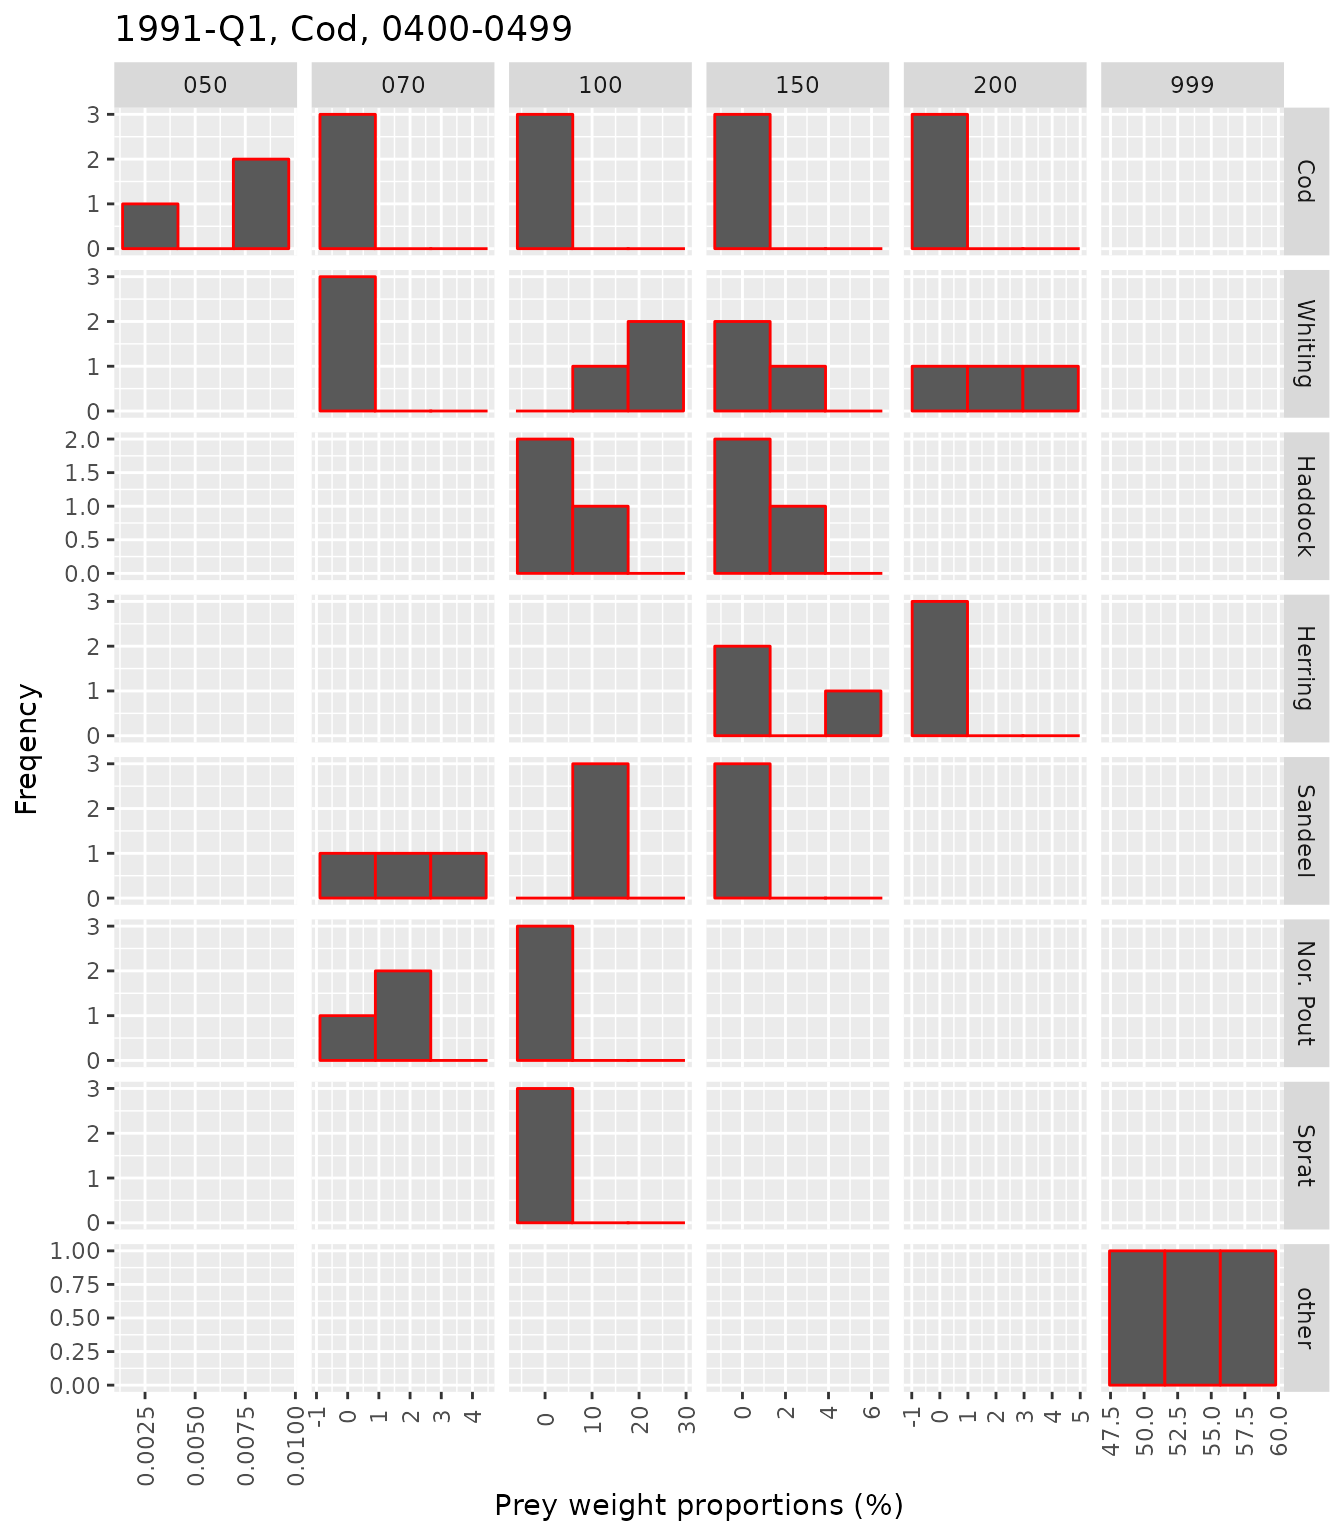 1991-Q1, Cod, 0400-0499
050 070 100 150 200 999
3
2
1
0
Cod
3
2
1
0
Whiting
2.0
1.5
1.0
0.5
0.0
Haddock
3
2
1
0
Herring
Freqency
3
2
1
0
Sandeel
3
2
1
0
Nor. Pout
3
2
1
0
Sprat
1.00
0.75
0.50
0.25
0.00
other
0.0025 0.0050 0.0075 0.0100 -1 0 1 2 3 4 0 10 20 30 0 2 4 6 -1 0 1 2 3 4 5 47.5 50.0 52.5 55.0 57.5 60.0
Prey weight proportions (%)